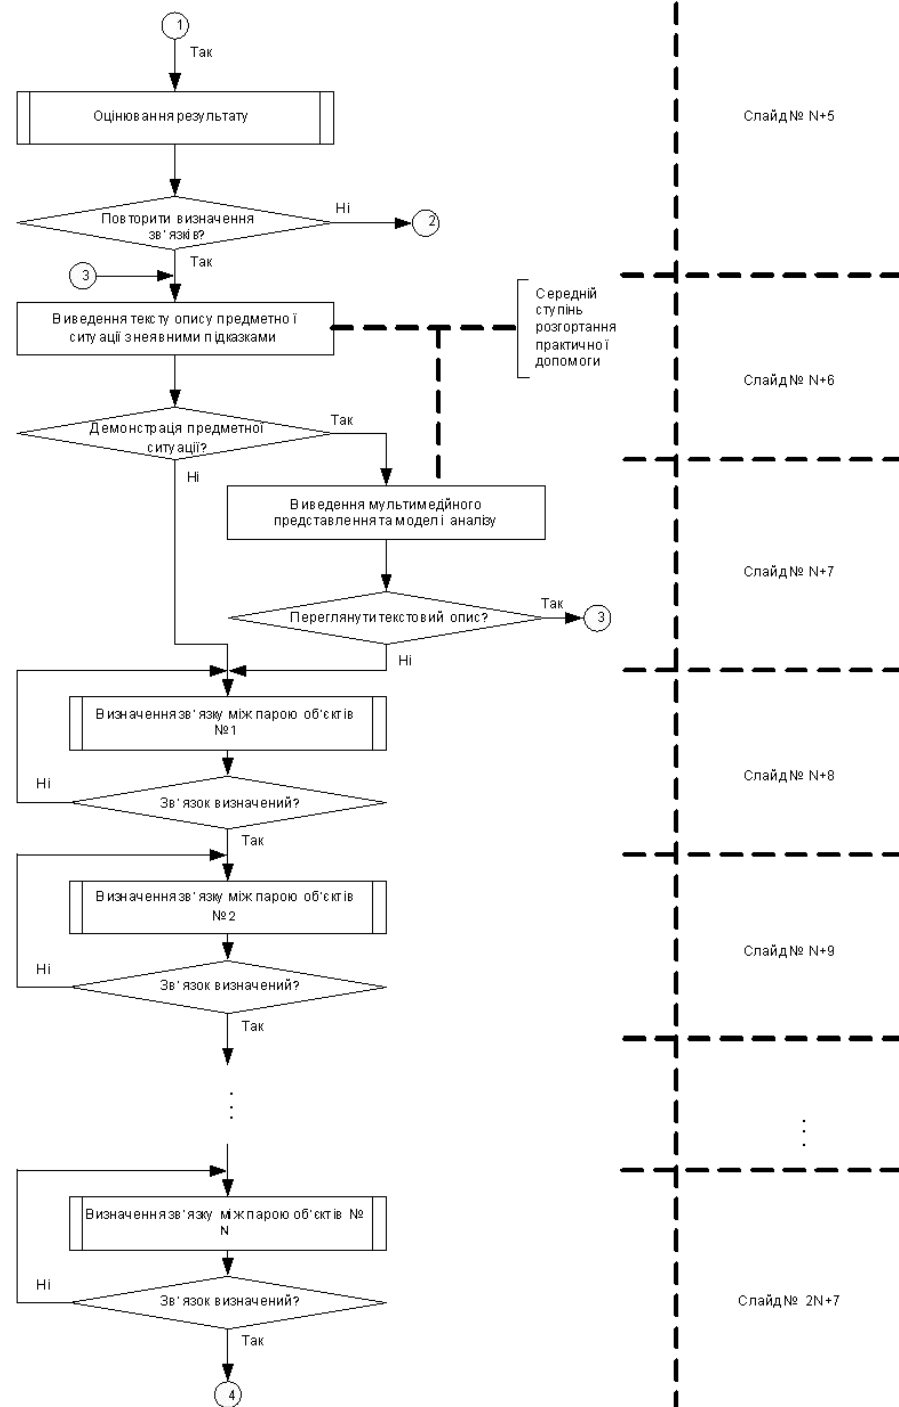 1
Так
Оцінювання результату
Слайд № N+5
Повторити визначення
зв'язків?
Ні
2
Так
3
Виведення тексту опису предметної
ситуації з неявними підказками
Середній
ступінь
розгортання
практичної
допомоги
Слайд № N+6
Демонстрація предметної
ситуації?
Так
Ні
Виведення мультимедійного
представлення та моделі аналізу
Слайд № N+7
Переглянути текстовий опис?
Так
3
Ні
Визначення зв'язку між парою об'єктів
№1
Ні
Зв'язок визначений?
Слайд № N+8
Так
Визначення зв'язку між парою об'єктів
№2
Ні
Зв'язок визначений?
Слайд № N+9
Так
Визначення зв'язку між парою об'єктів №
N
Ні
Зв'язок визначений?
Слайд № 2N+7
Так
4